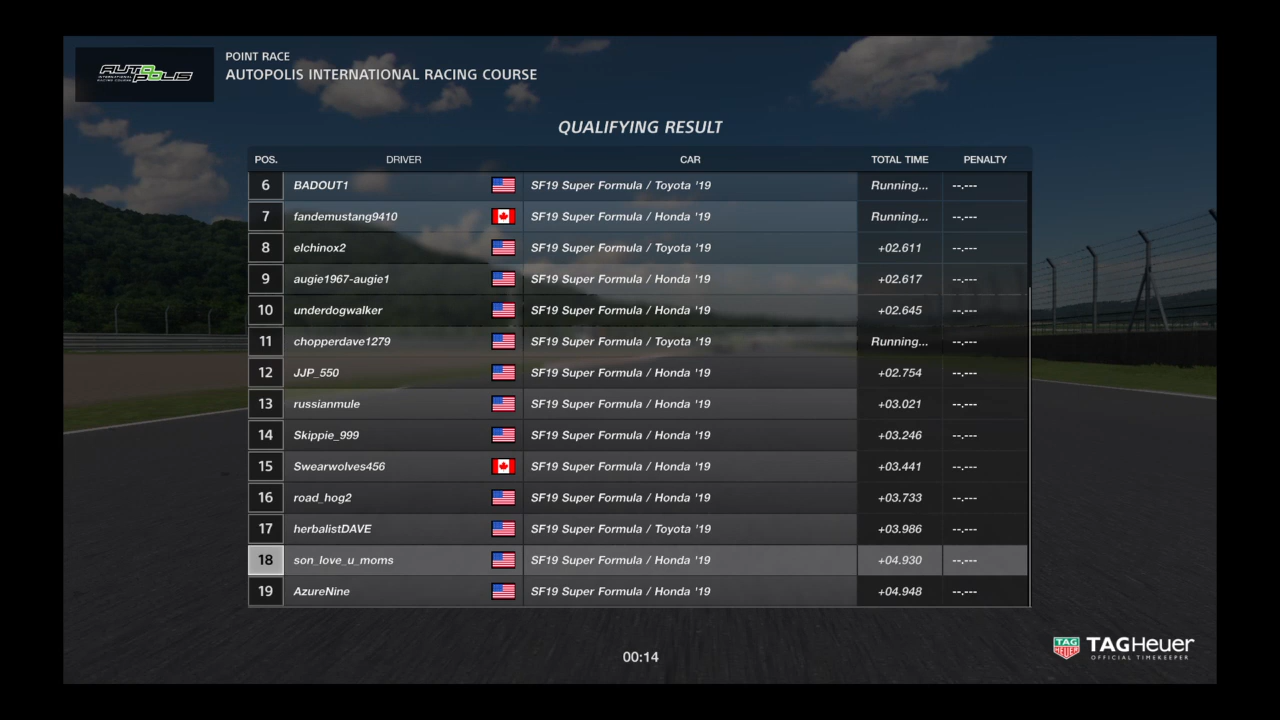 AUTOPOLIS
INTERNATIONAL
RACING COURSE
POINT RACE
AUTOPOLIS INTERNATIONAL RACING COURSE
QUALIFYING RESULT
POS. DRIVER CAR TOTAL TIME PENALTY
6 BADOUT1 SF19 Super Formula / Toyota '19 Running... --.---
7 fandemustang9410 SF19 Super Formula / Honda '19 Running... --.---
8 elchinox2 SF19 Super Formula / Toyota '19 +02.611 --.---
9 augie1967-augie1 SF19 Super Formula / Honda '19 +02.617 --.---
10 underdogwalker SF19 Super Formula / Honda '19 +02.645 --.---
11 chopperdave1279 SF19 Super Formula / Toyota '19 Running... --.---
12 JJP_550 SF19 Super Formula / Honda '19 +02.754 --.---
13 russianmule SF19 Super Formula / Honda '19 +03.021 --.---
14 Skippie_999 SF19 Super Formula / Honda '19 +03.246 --.---
15 Swearwolves456 SF19 Super Formula / Honda '19 +03.441 --.---
16 road_hog2 SF19 Super Formula / Honda '19 +03.733 --.---
17 herbalistDAVE SF19 Super Formula / Toyota '19 +03.986 --.---
18 son_love_u_moms SF19 Super Formula / Honda '19 +04.930 --.---
19 AzureNine SF19 Super Formula / Honda '19 +04.948 --.---
00:14
TAG HEUER TAGHeuer
OFFICIAL TIMEKEEPER